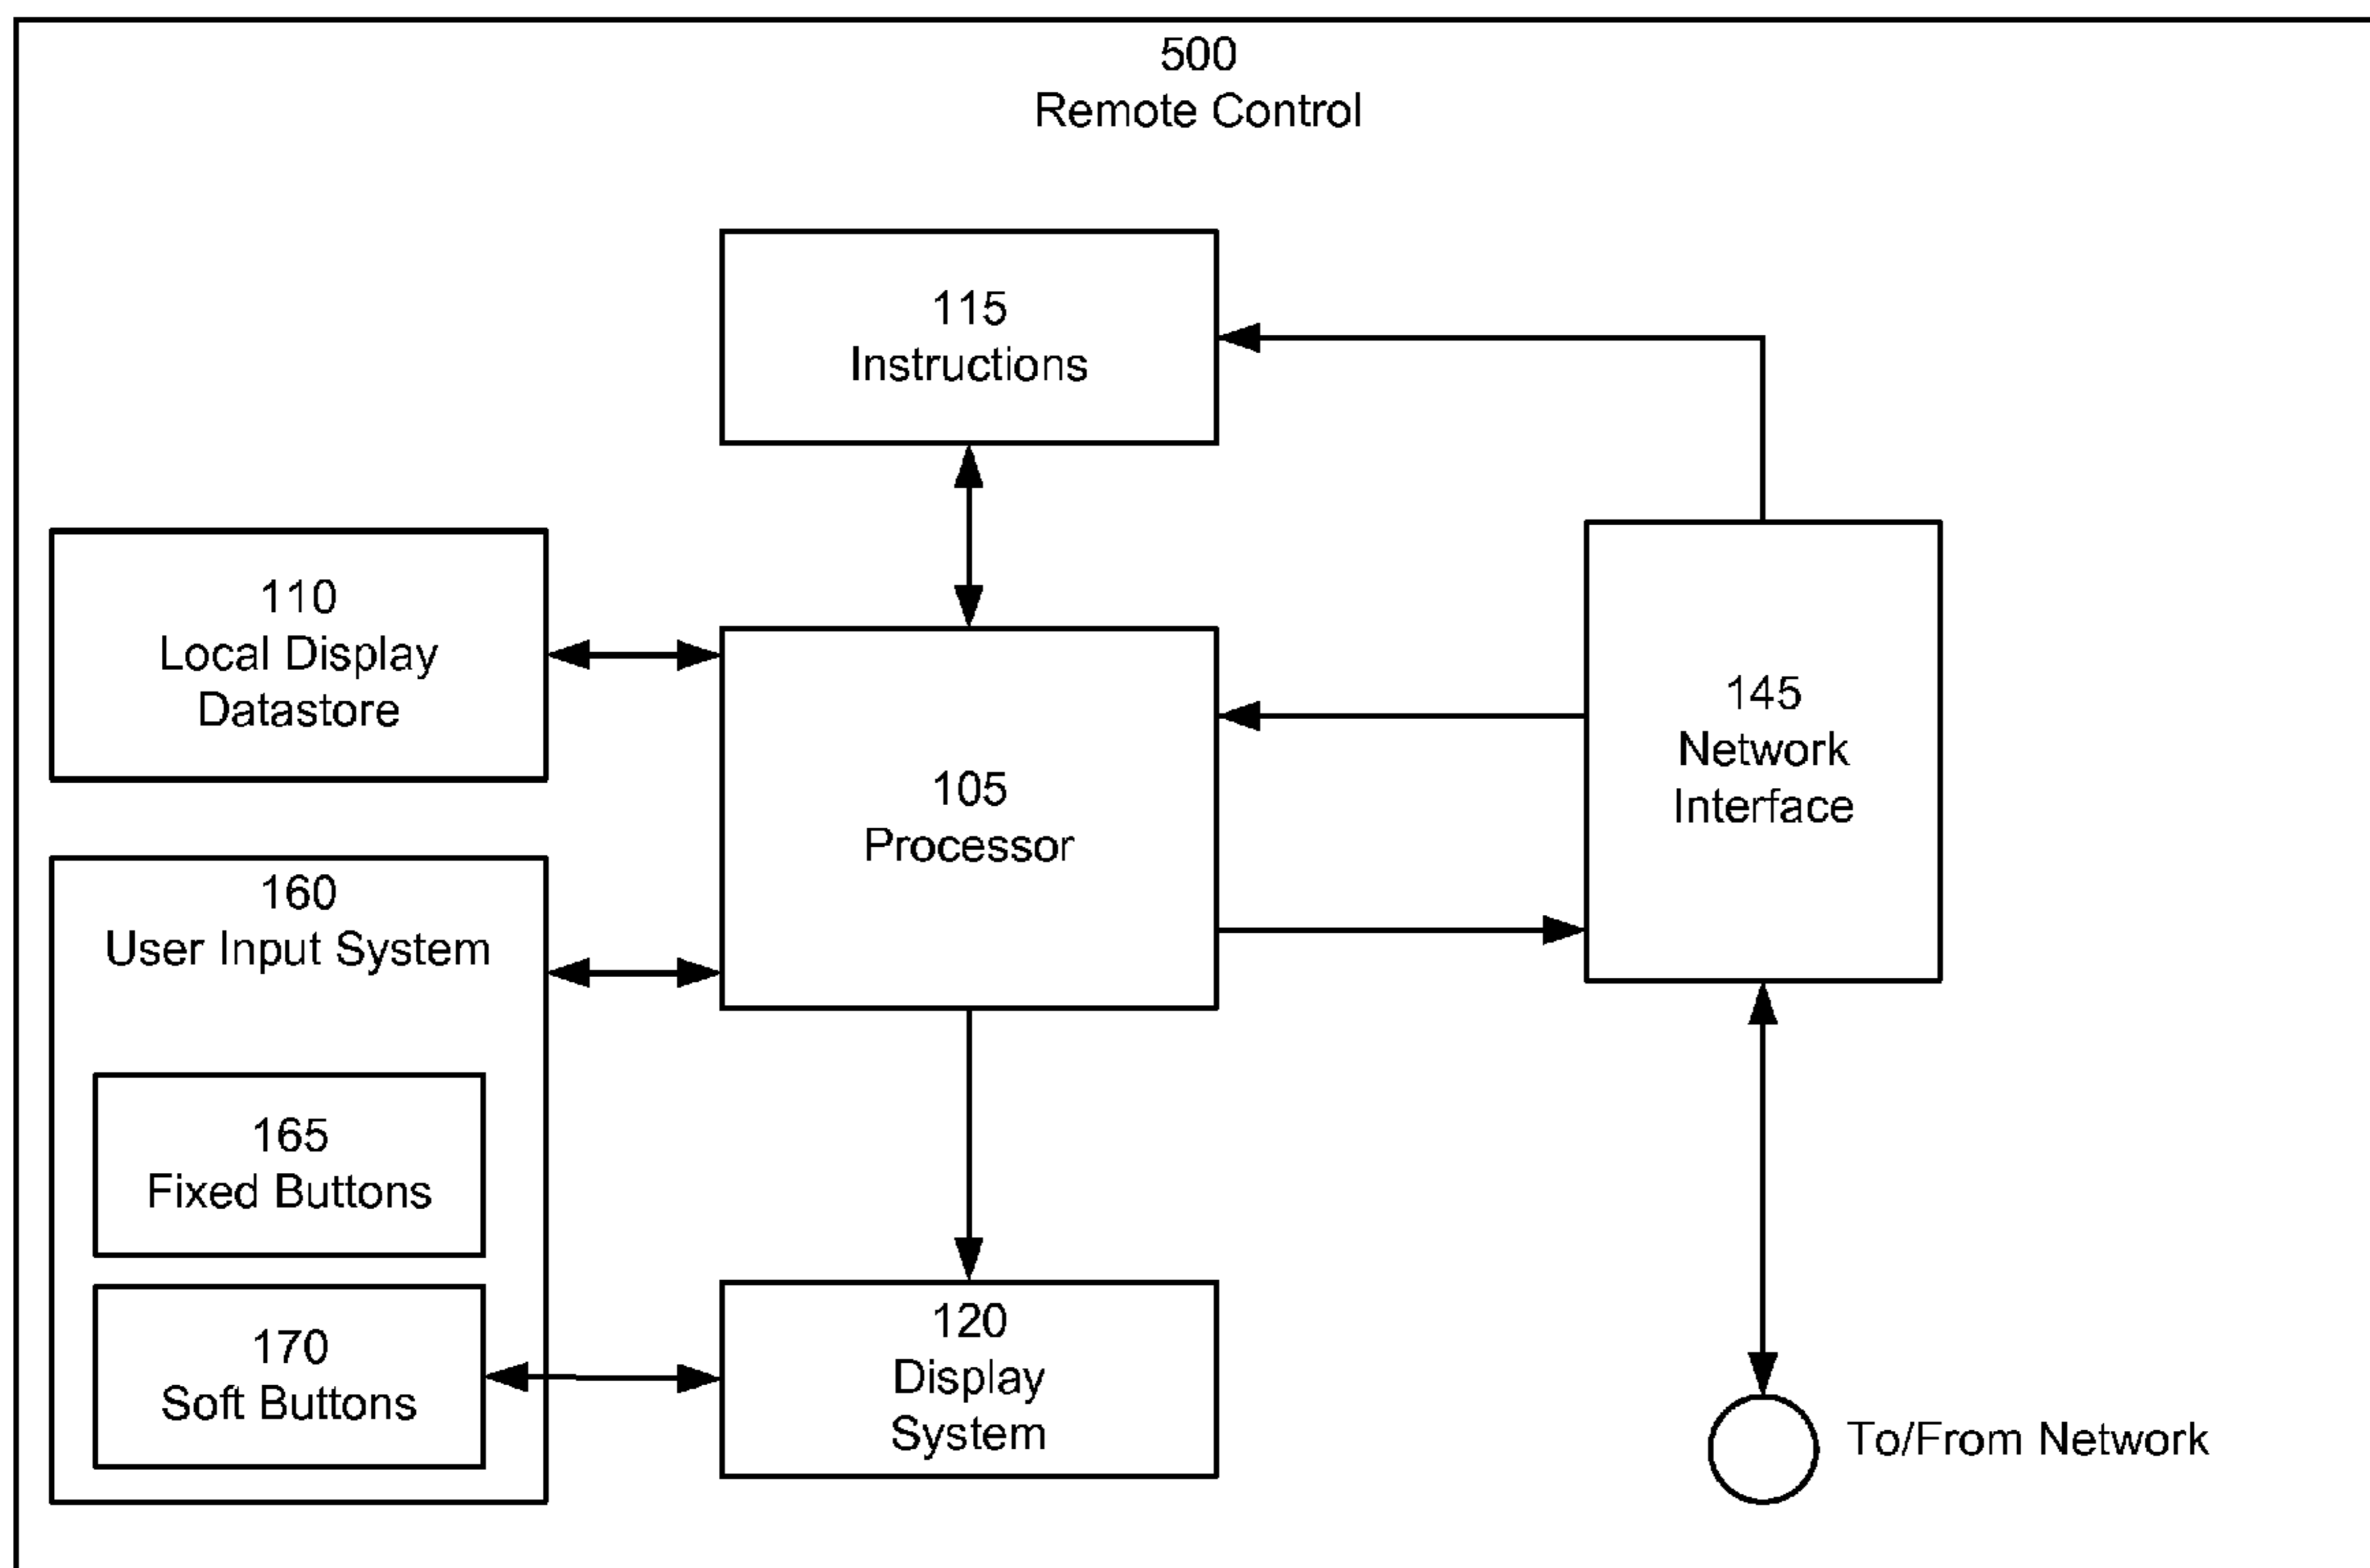 500
Remote Control
115
Instructions
110
Local Display
Datastore
145
Network
Interface
105
Processor
160
User Input System
165
Fixed Buttons
170
Soft Buttons
120
Display
System
To/From Network